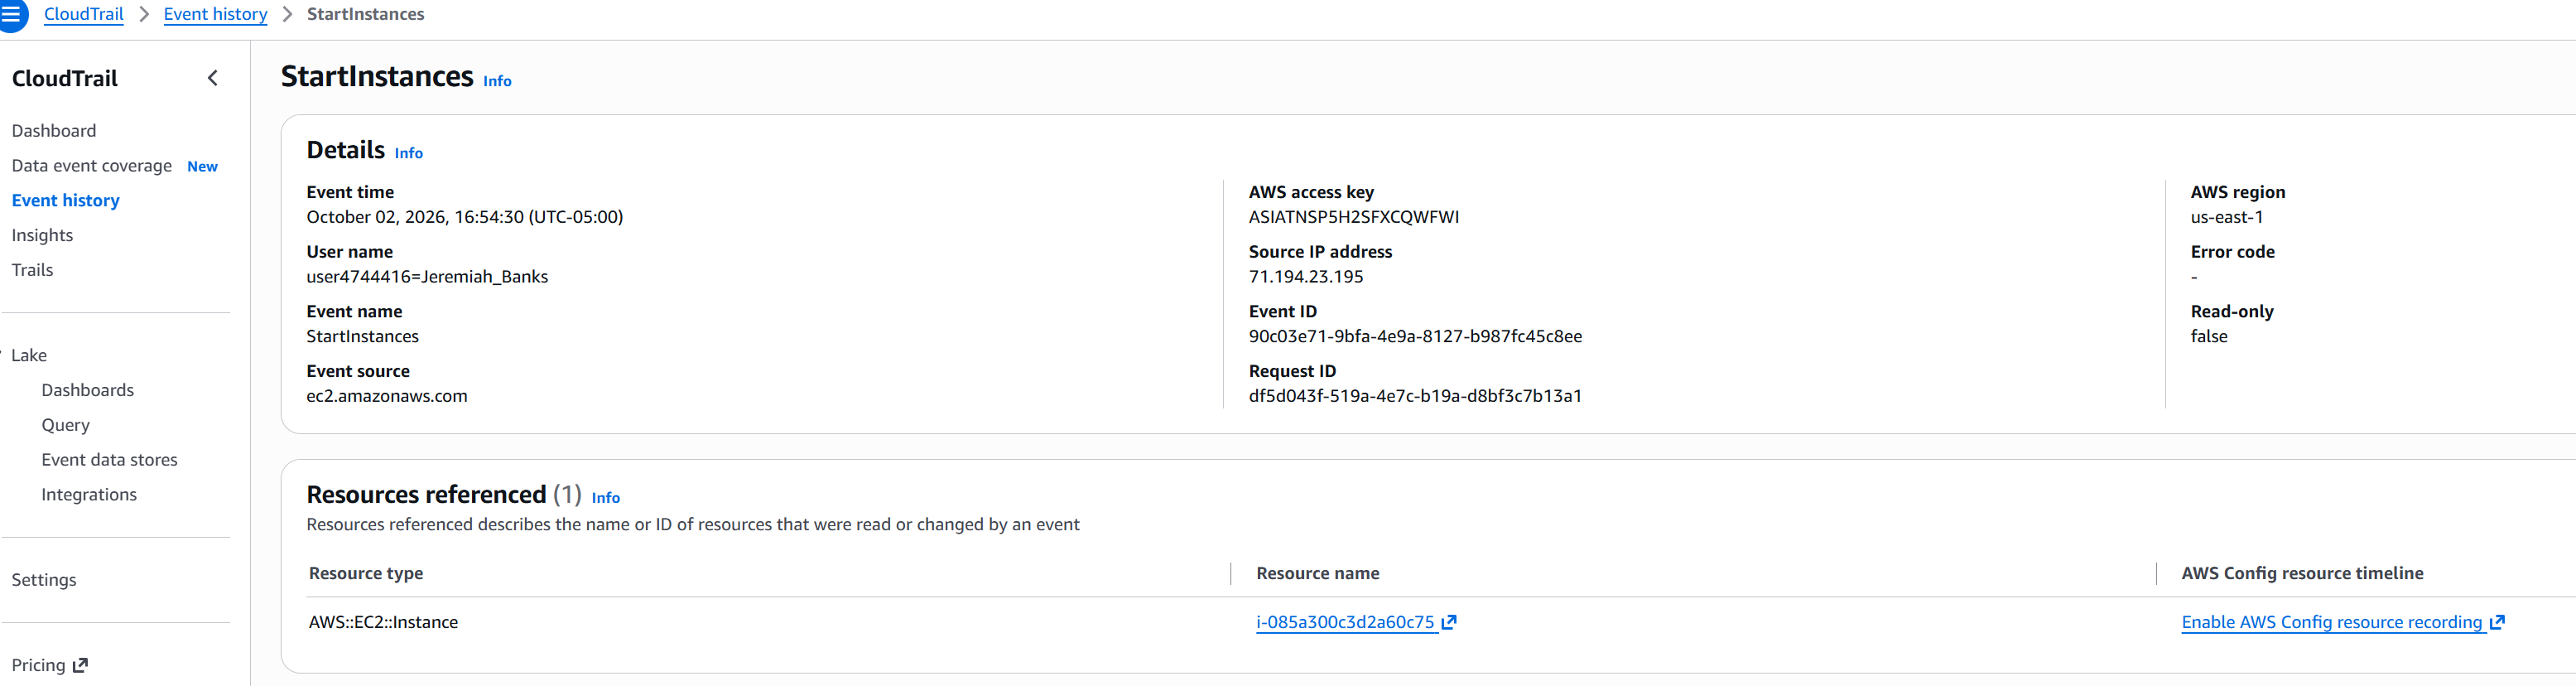 CloudTrail > Event history > StartInstances
CloudTrail
Dashboard
Data event coverage New
Event history
Insights
Trails
Lake
Dashboards
Query
Event data stores
Integrations
Settings
Pricing
StartInstances Info
Details Info
Event time
October 02, 2026, 16:54:30 (UTC-05:00)
User name
user4744416=Jeremiah_Banks
Event name
StartInstances
Event source
ec2.amazonaws.com
AWS access key
ASIATNSP5H2SFXCQWFWI
Source IP address
71.194.23.195
Event ID
90c03e71-9bfa-4e9a-8127-b987fc45c8ee
Request ID
df5d043f-519a-4e7c-b19a-d8bf3c7b13a1
AWS region
us-east-1
Error code
-
Read-only
false
Resources referenced (1) Info
Resources referenced describes the name or ID of resources that were read or changed by an event
Resource type Resource name AWS Config resource timeline
AWS::EC2::Instance i-085a300c3d2a60c75 Enable AWS Config resource recording